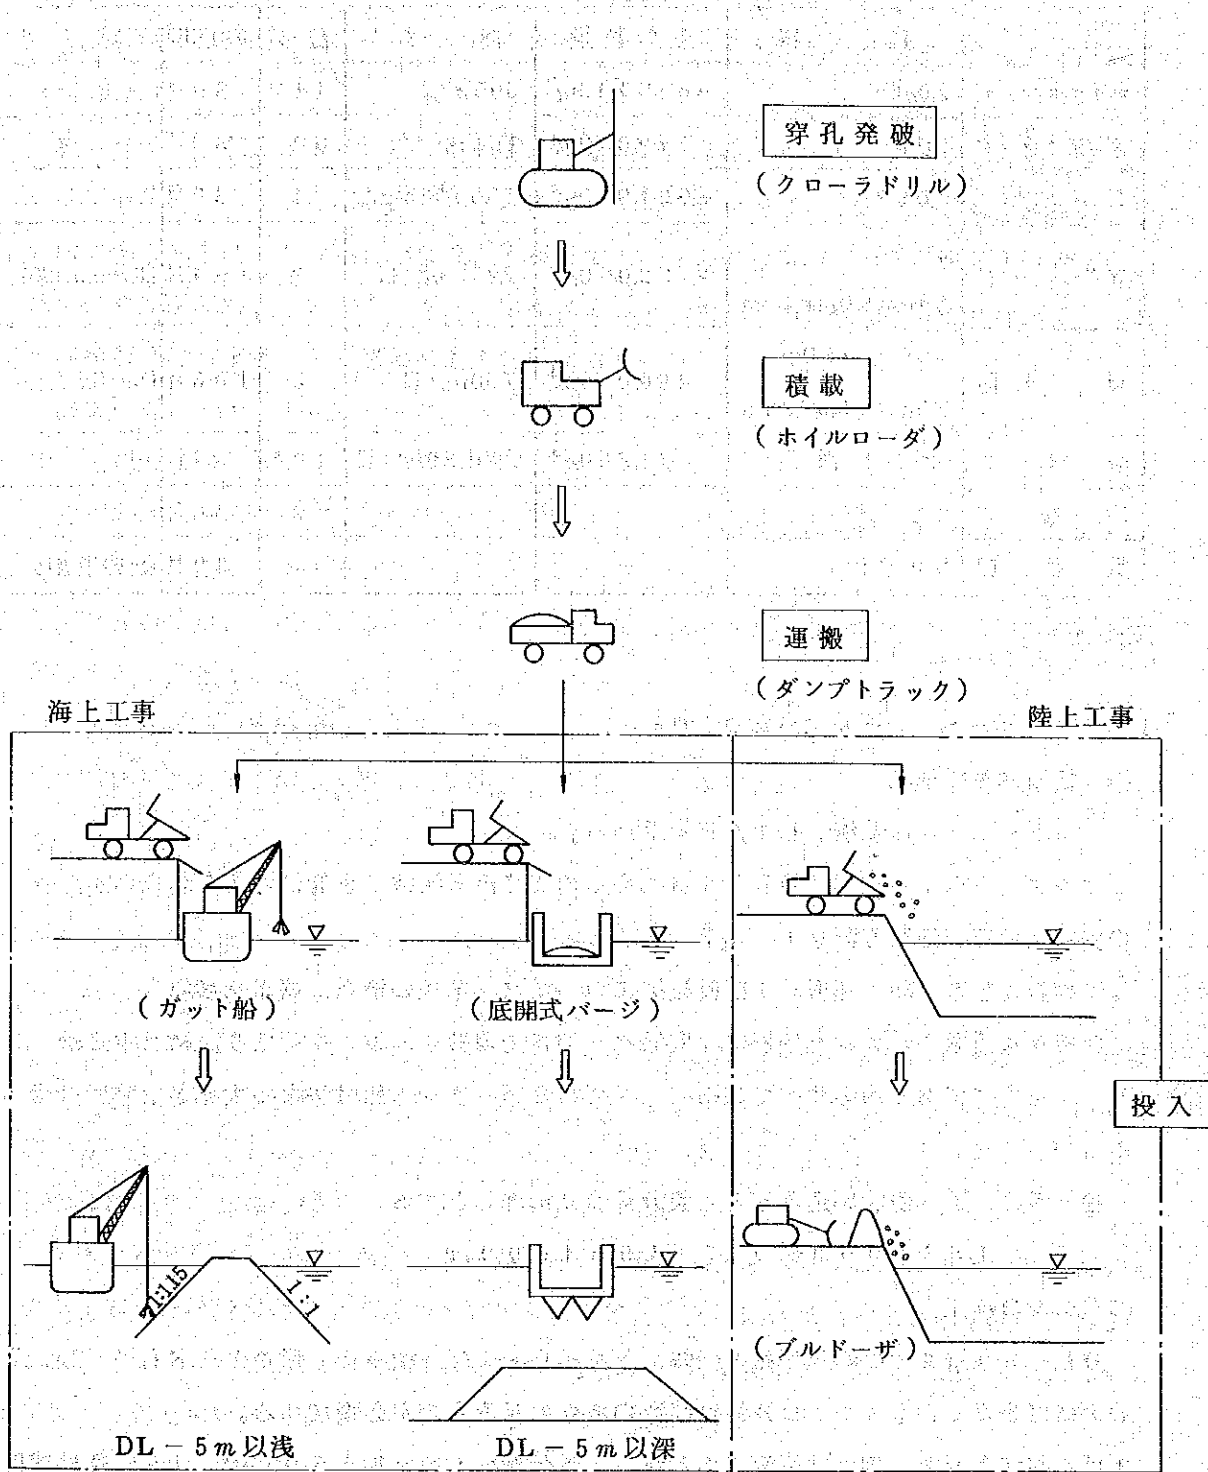 穿孔発破
(クローラドリル)
積載
(ホイルローダ)
運搬
(ダンプトラック)
海上工事
陸上工事
(ガット船)
(底開式バージ)
投入
1:1.15
1:1
(ブルドーザ)
DL - 5m以浅
DL - 5m以深